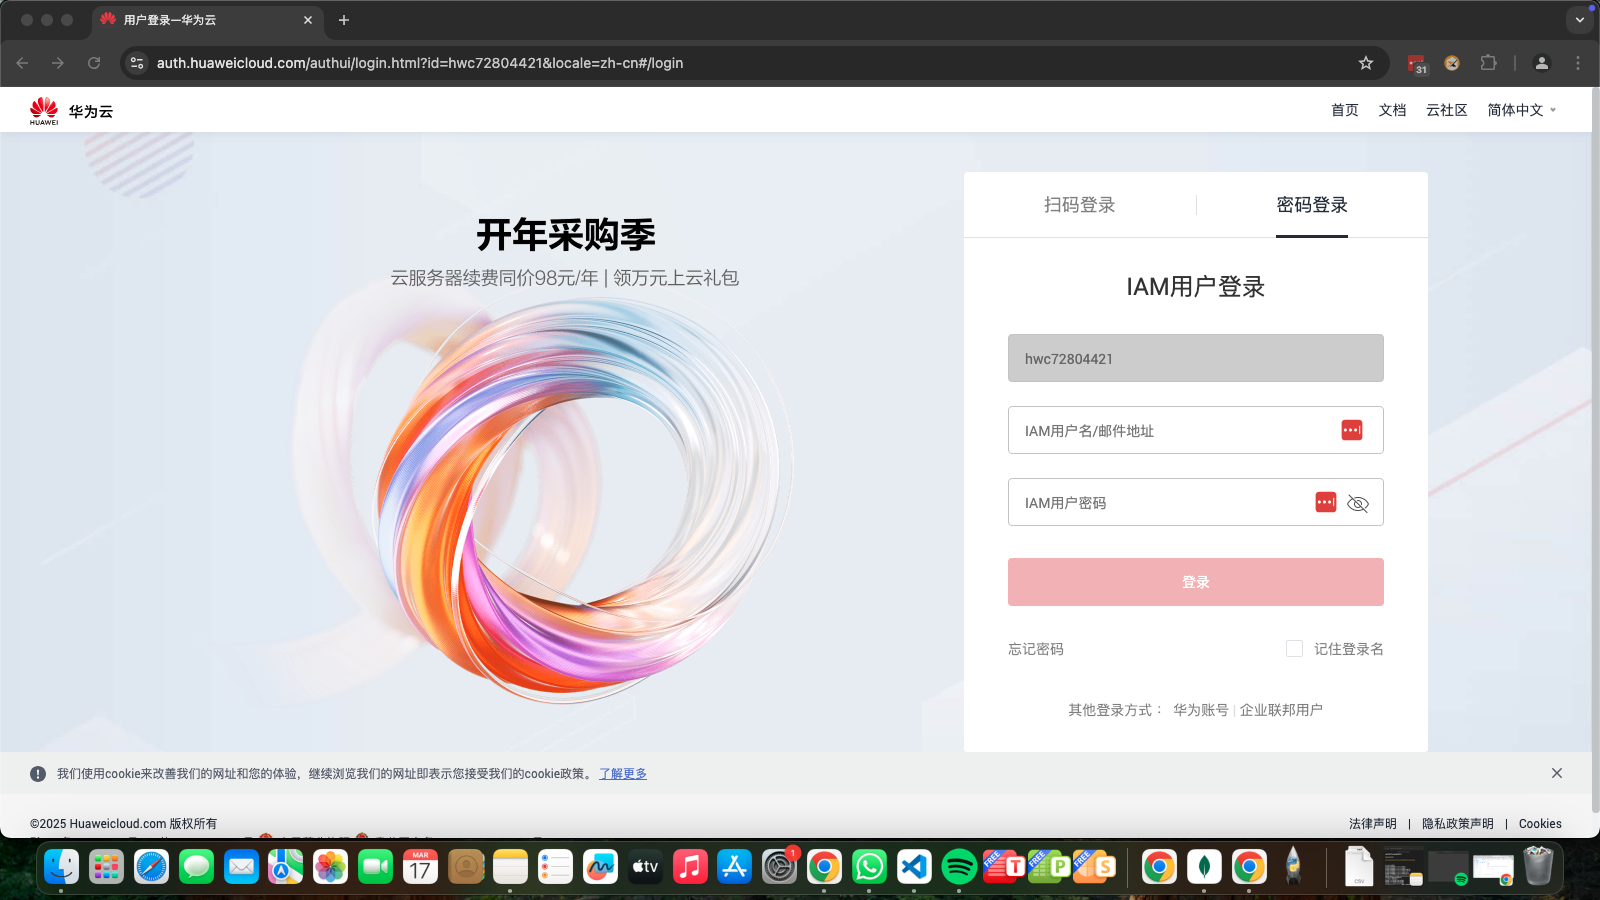 用户登录—华为云
auth.huaweicloud.com/authui/login.html?id=hwc72804421&locale=zh-cn#/login
31
HUAWEI
华为云
首页 文档 云社区 简体中文
扫码登录 密码登录
开年采购季
云服务器续费同价98元/年 | 领万元上云礼包
IAM用户登录
hwc72804421
IAM用户名/邮件地址
IAM用户密码
登录
忘记密码 记住登录名
其他登录方式： 华为账号 | 企业联邦用户
我们使用cookie来改善我们的网址和您的体验，继续浏览我们的网址即表示您接受我们的cookie政策。 了解更多
©2025 Huaweicloud.com 版权所有
法律声明 | 隐私政策声明 | Cookies
MAR
17
tv
1
FREE T FREE P FREE S
CSV